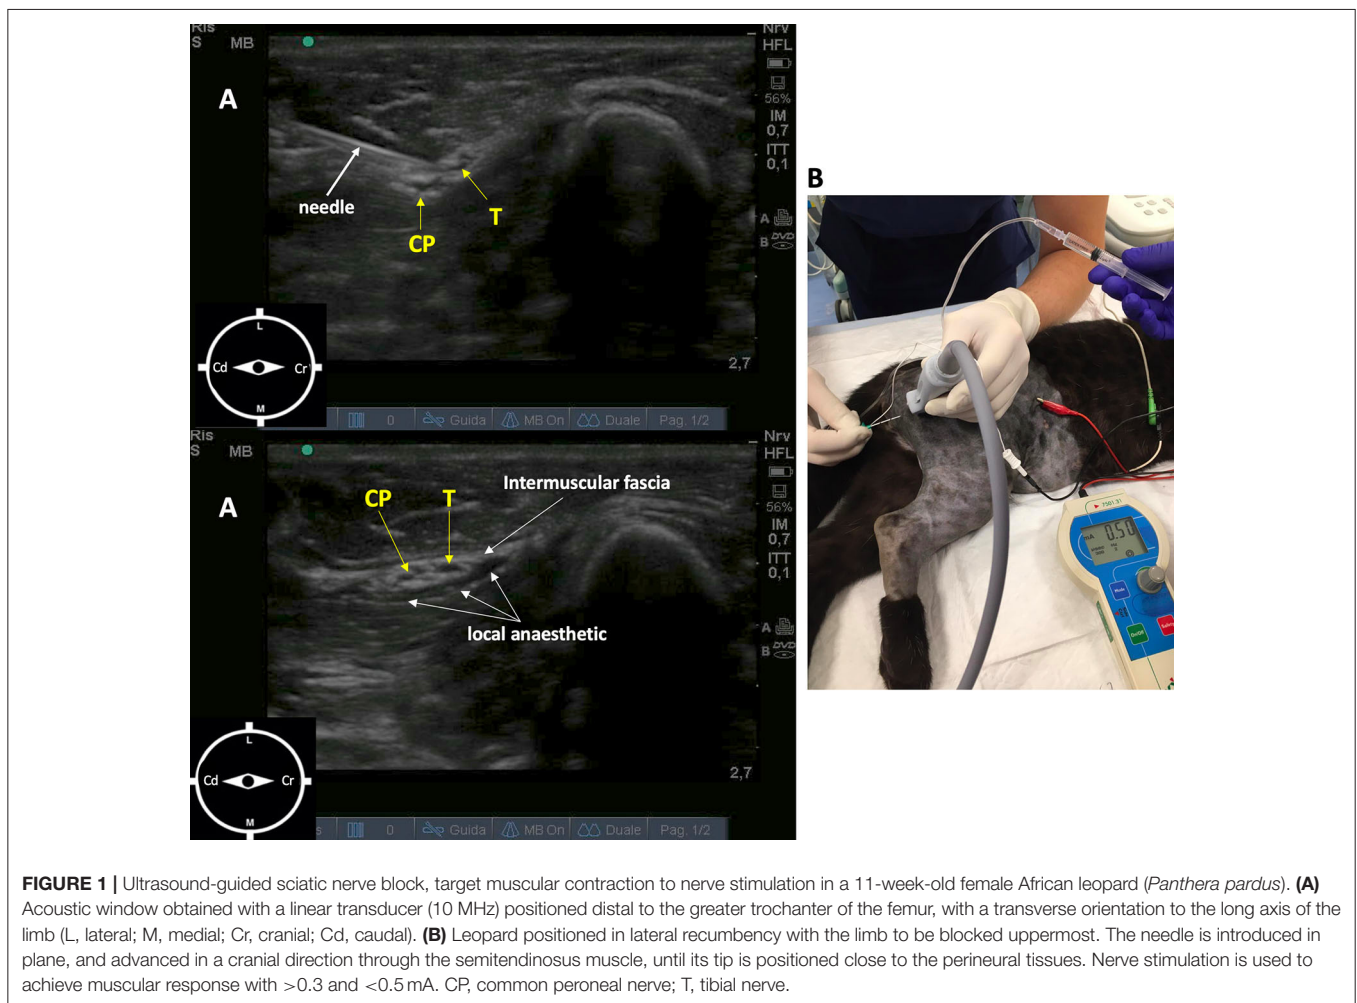 Ris
S MB
A
Nrv
HFL
56%
IM
0,7
ITT
0,1
A
B DVD
needle
CP
T
2,7
L
Cd Cr
M
0 Guida MB On Duale Pag. 1/2
Ris
S MB
A
Nrv
HFL
56%
IM
0,7
ITT
0,1
A
B DVD
CP
T
Intermuscular fascia
local anaesthetic
2,7
L
Cd Cr
M
s 0 Guida MB On Duale Pag. 1/2
B
mA 0.50
Mode
On/Off
FIGURE 1 | Ultrasound-guided sciatic nerve block, target muscular contraction to nerve stimulation in a 11-week-old female African leopard (Panthera pardus). (A)
Acoustic window obtained with a linear transducer (10 MHz) positioned distal to the greater trochanter of the femur, with a transverse orientation to the long axis of the
limb (L, lateral; M, medial; Cr, cranial; Cd, caudal). (B) Leopard positioned in lateral recumbency with the limb to be blocked uppermost. The needle is introduced in
plane, and advanced in a cranial direction through the semitendinosus muscle, until its tip is positioned close to the perineural tissues. Nerve stimulation is used to
achieve muscular response with >0.3 and <0.5 mA. CP, common peroneal nerve; T, tibial nerve.